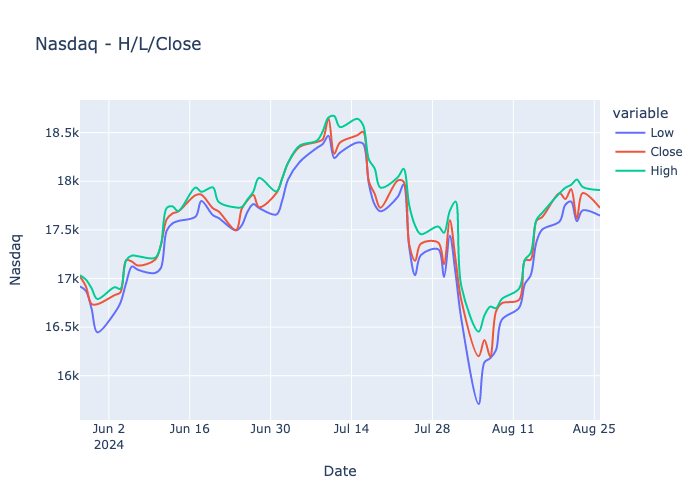 Nasdaq - H/L/Close
variable
Low
Close
High
18.5k
18k
17.5k
17k
16.5k
16k
Nasdaq
Jun 2
2024
Jun 16
Jun 30
Jul 14
Jul 28
Aug 11
Aug 25
Date